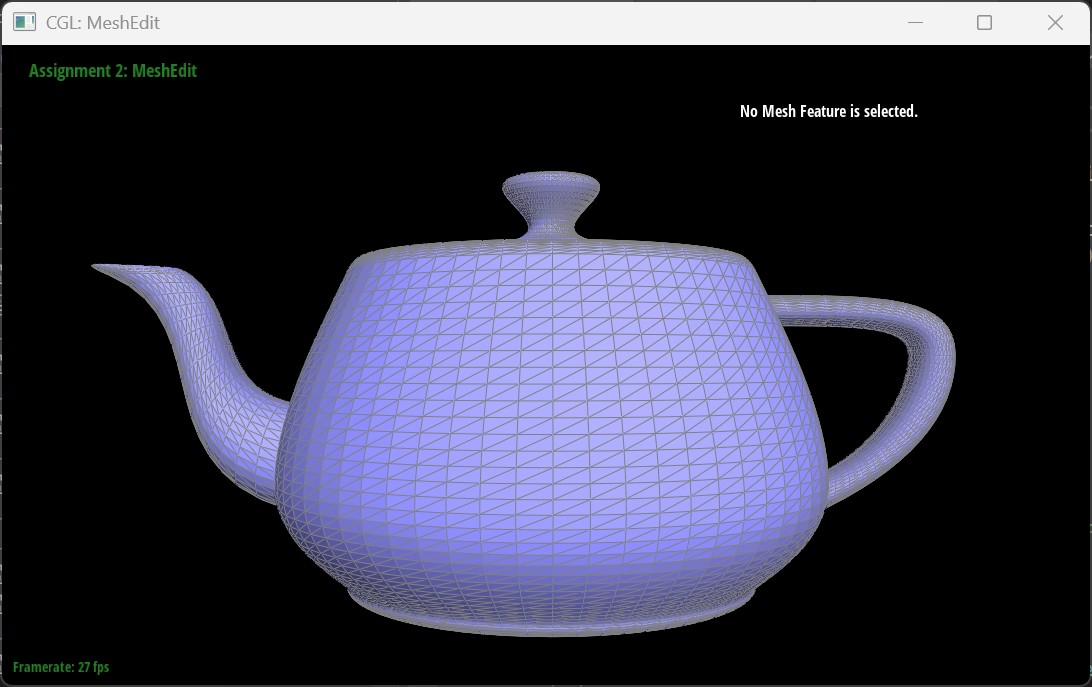 CGL: MeshEdit
Assignment 2: MeshEdit
No Mesh Feature is selected.
Framerate: 27 fps